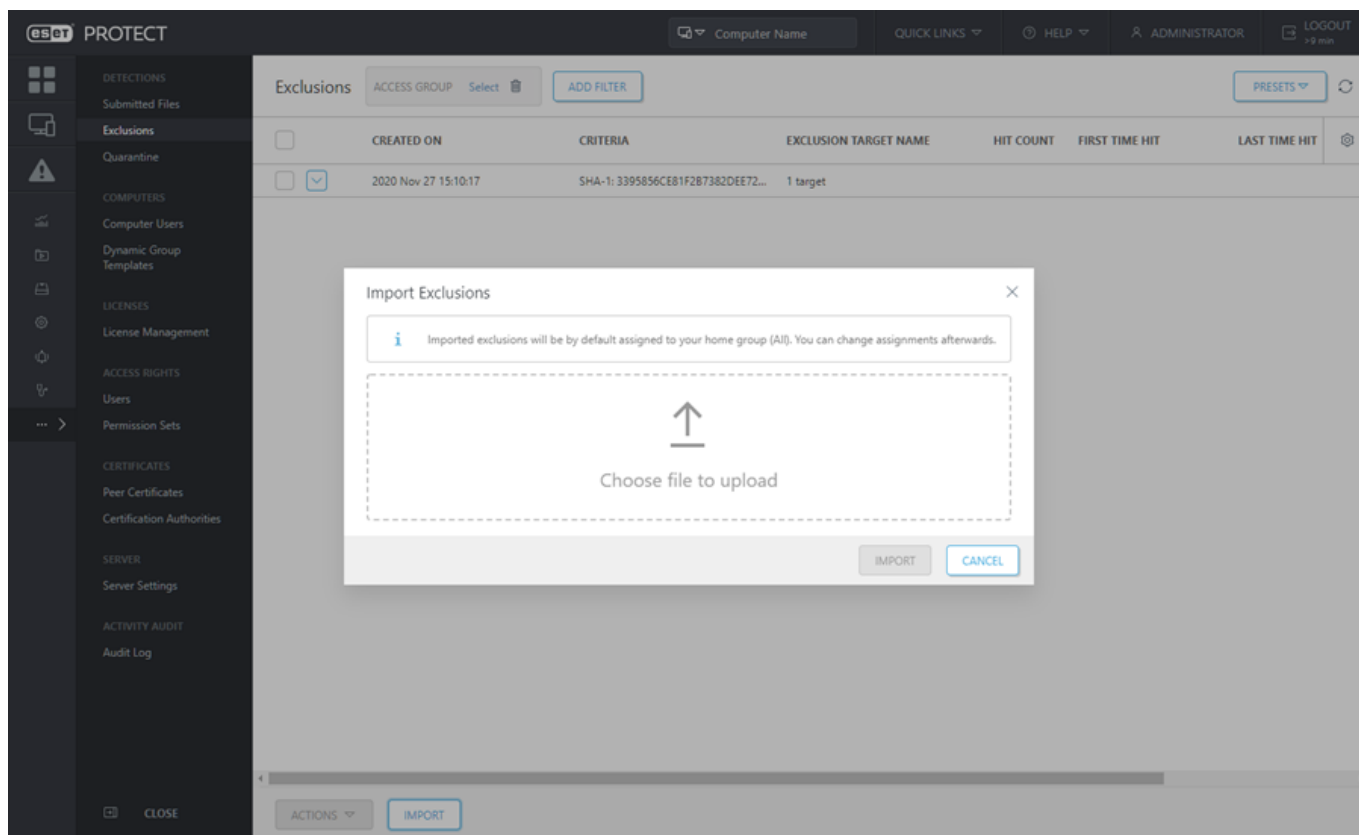 eset PROTECT
Computer Name
QUICK LINKS
HELP
ADMINISTRATOR
LOGOUT
>9 min
DETECTIONS
Submitted Files
Exclusions
Quarantine
COMPUTERS
Computer Users
Dynamic Group
Templates
LICENSES
License Management
ACCESS RIGHTS
Users
Permission Sets
CERTIFICATES
Peer Certificates
Certification Authorities
SERVER
Server Settings
ACTIVITY AUDIT
Audit Log
CLOSE
Exclusions ACCESS GROUP Select ADD FILTER PRESETS
CREATED ON CRITERIA EXCLUSION TARGET NAME HIT COUNT FIRST TIME HIT LAST TIME HIT
2020 Nov 27 15:10:17 SHA-1: 3395856CE81F2B7382DEE72... 1 target
Import Exclusions
Imported exclusions will be by default assigned to your home group (All). You can change assignments afterwards.
Choose file to upload
IMPORT CANCEL
ACTIONS IMPORT